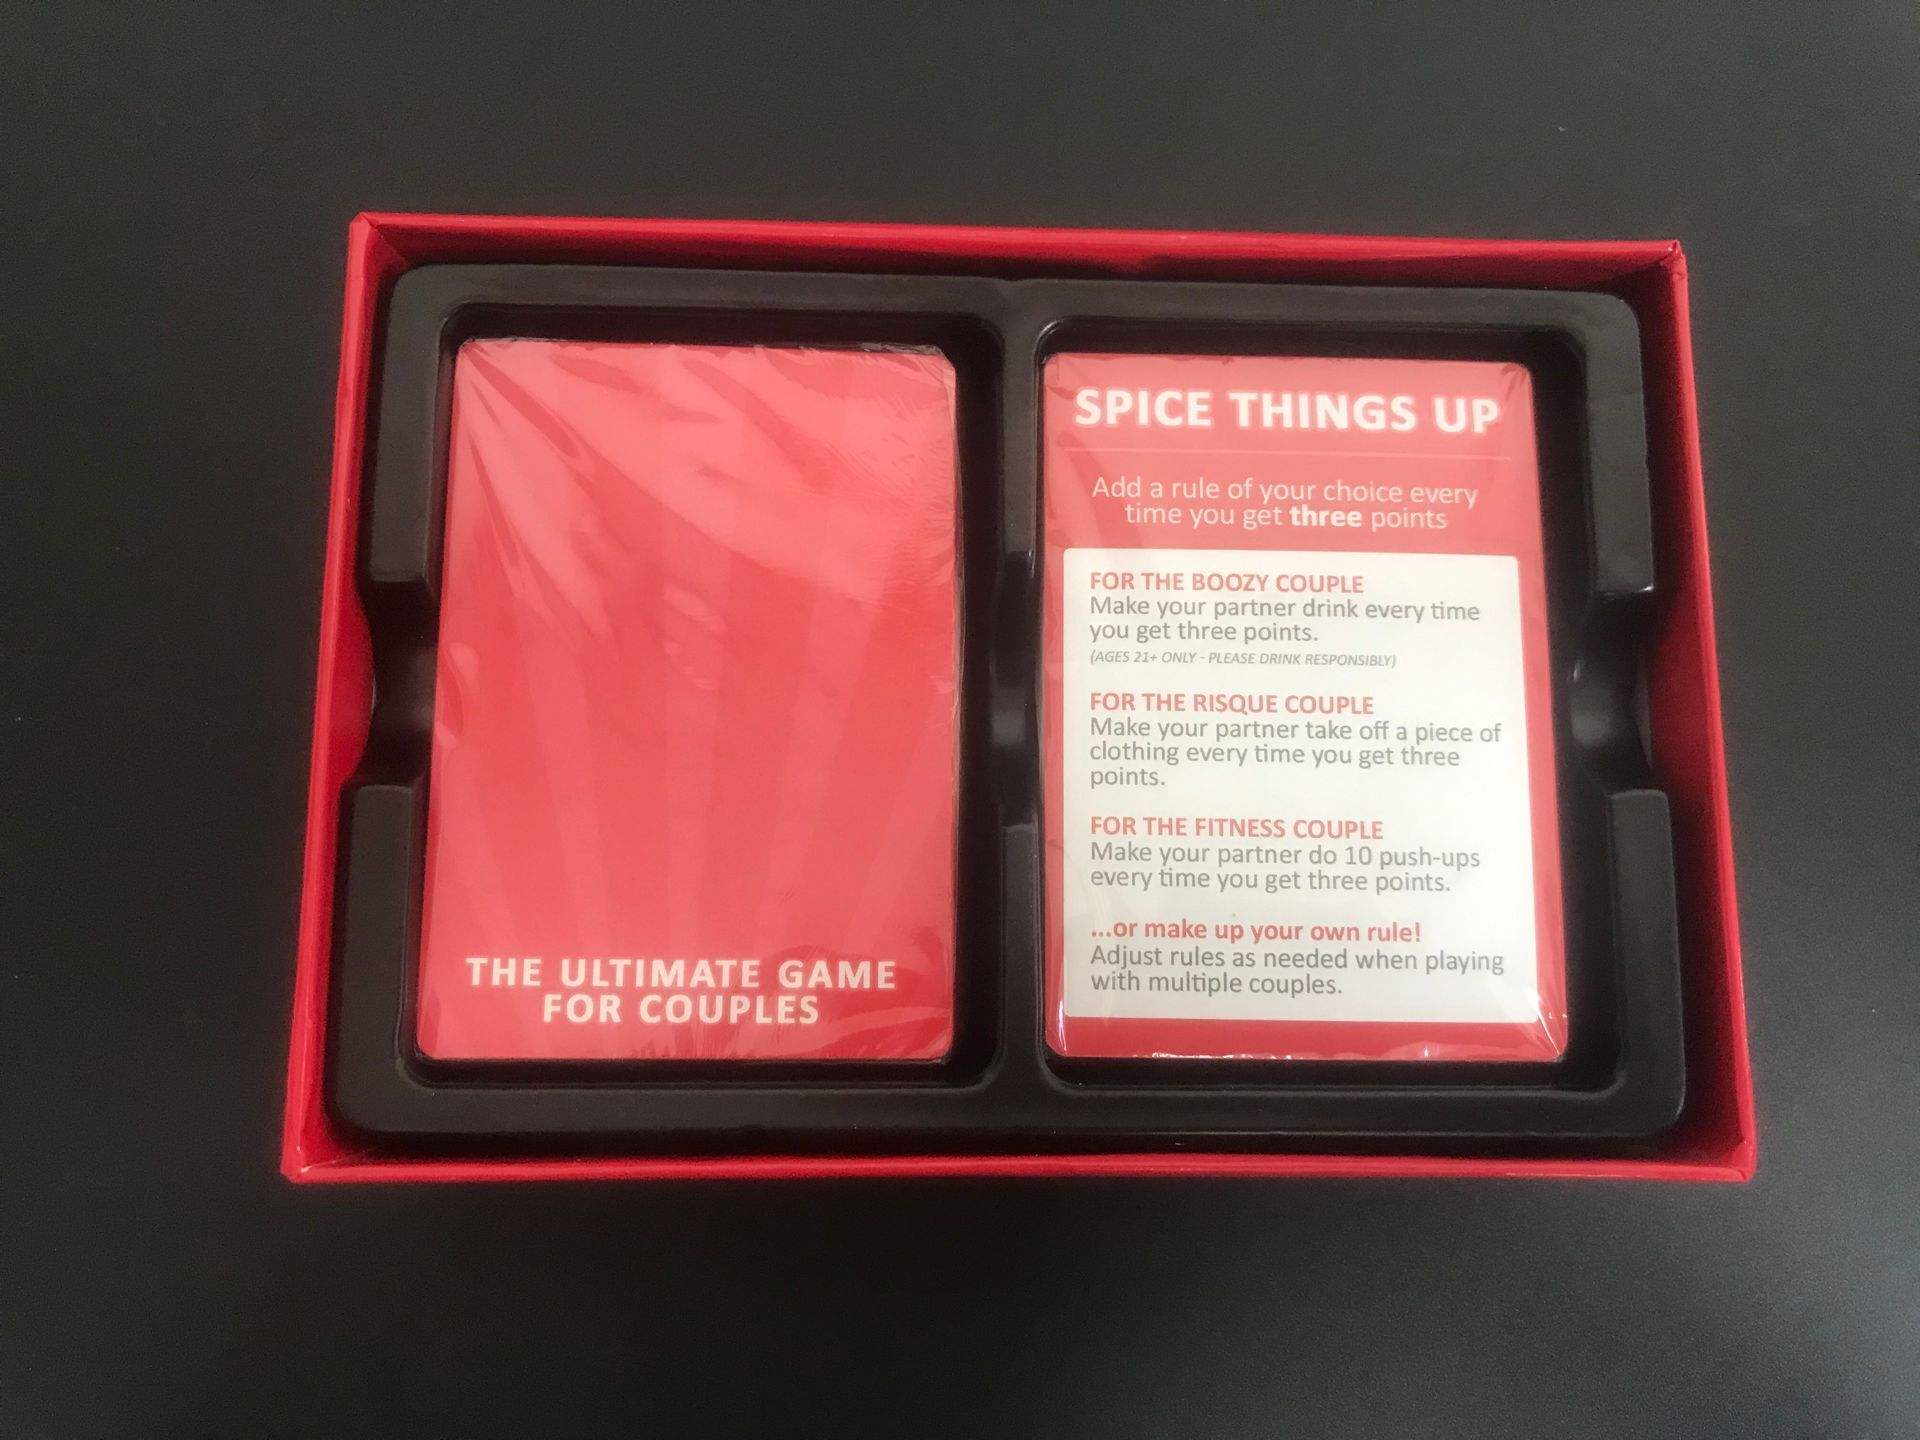 THE ULTIMATE GAME
FOR COUPLES
SPICE THINGS UP
Add a rule of your choice every
time you get three points
FOR THE BOOZY COUPLE
Make your partner drink every time
you get three points.
(AGES 21+ ONLY - PLEASE DRINK RESPONSIBLY)
FOR THE RISQUE COUPLE
Make your partner take off a piece of
clothing every time you get three
points.
FOR THE FITNESS COUPLE
Make your partner do 10 push-ups
every time you get three points.
...or make up your own rule!
Adjust rules as needed when playing
with multiple couples.